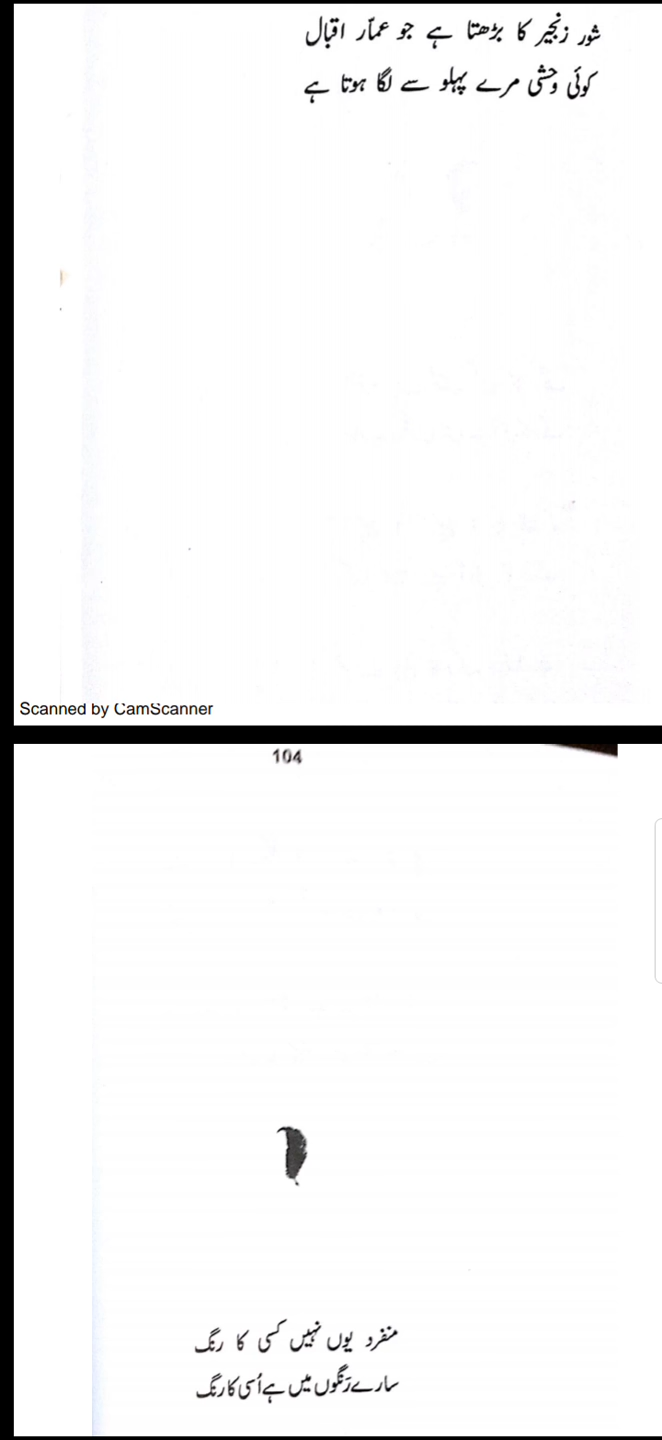 شور زنجیر کا بڑھتا ہے جو عمّار اقبال
کوئی وحشی مرے پہلو سے لگا ہوتا ہے
Scanned by CamScanner
104
منفرد یوں نہیں کسی کا رنگ
سارے رَنگوں میں ہے اُسی کا رنگ